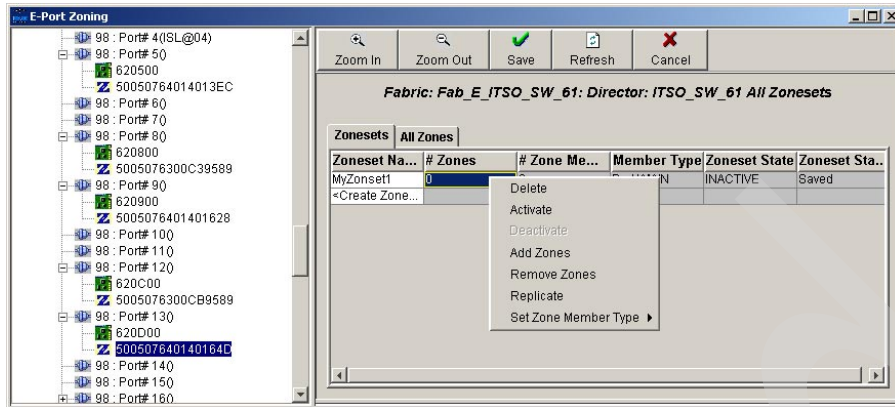 E-Port Zoning
98 : Port# 4(ISL@04)
98 : Port# 5()
620500
50050764014013EC
98 : Port# 6()
98 : Port# 7()
98 : Port# 8()
620800
5005076300C39589
98 : Port# 9()
620900
5005076401401628
98 : Port# 10()
98 : Port# 11()
98 : Port# 12()
620C00
5005076300CB9589
98 : Port# 13()
620D00
500507640140164D
98 : Port# 14()
98 : Port# 15()
98 : Port# 16()
Zoom In Zoom Out Save Refresh Cancel
Fabric: Fab_E_ITSO_SW_61: Director: ITSO_SW_61 All Zonesets
Zonesets All Zones
Zoneset Na... # Zones # Zone Me... Member Type Zoneset State Zoneset Sta..
MyZonset1 0 INACTIVE Saved
<Create Zone...
Delete
Activate
Deactivate
Add Zones
Remove Zones
Replicate
Set Zone Member Type